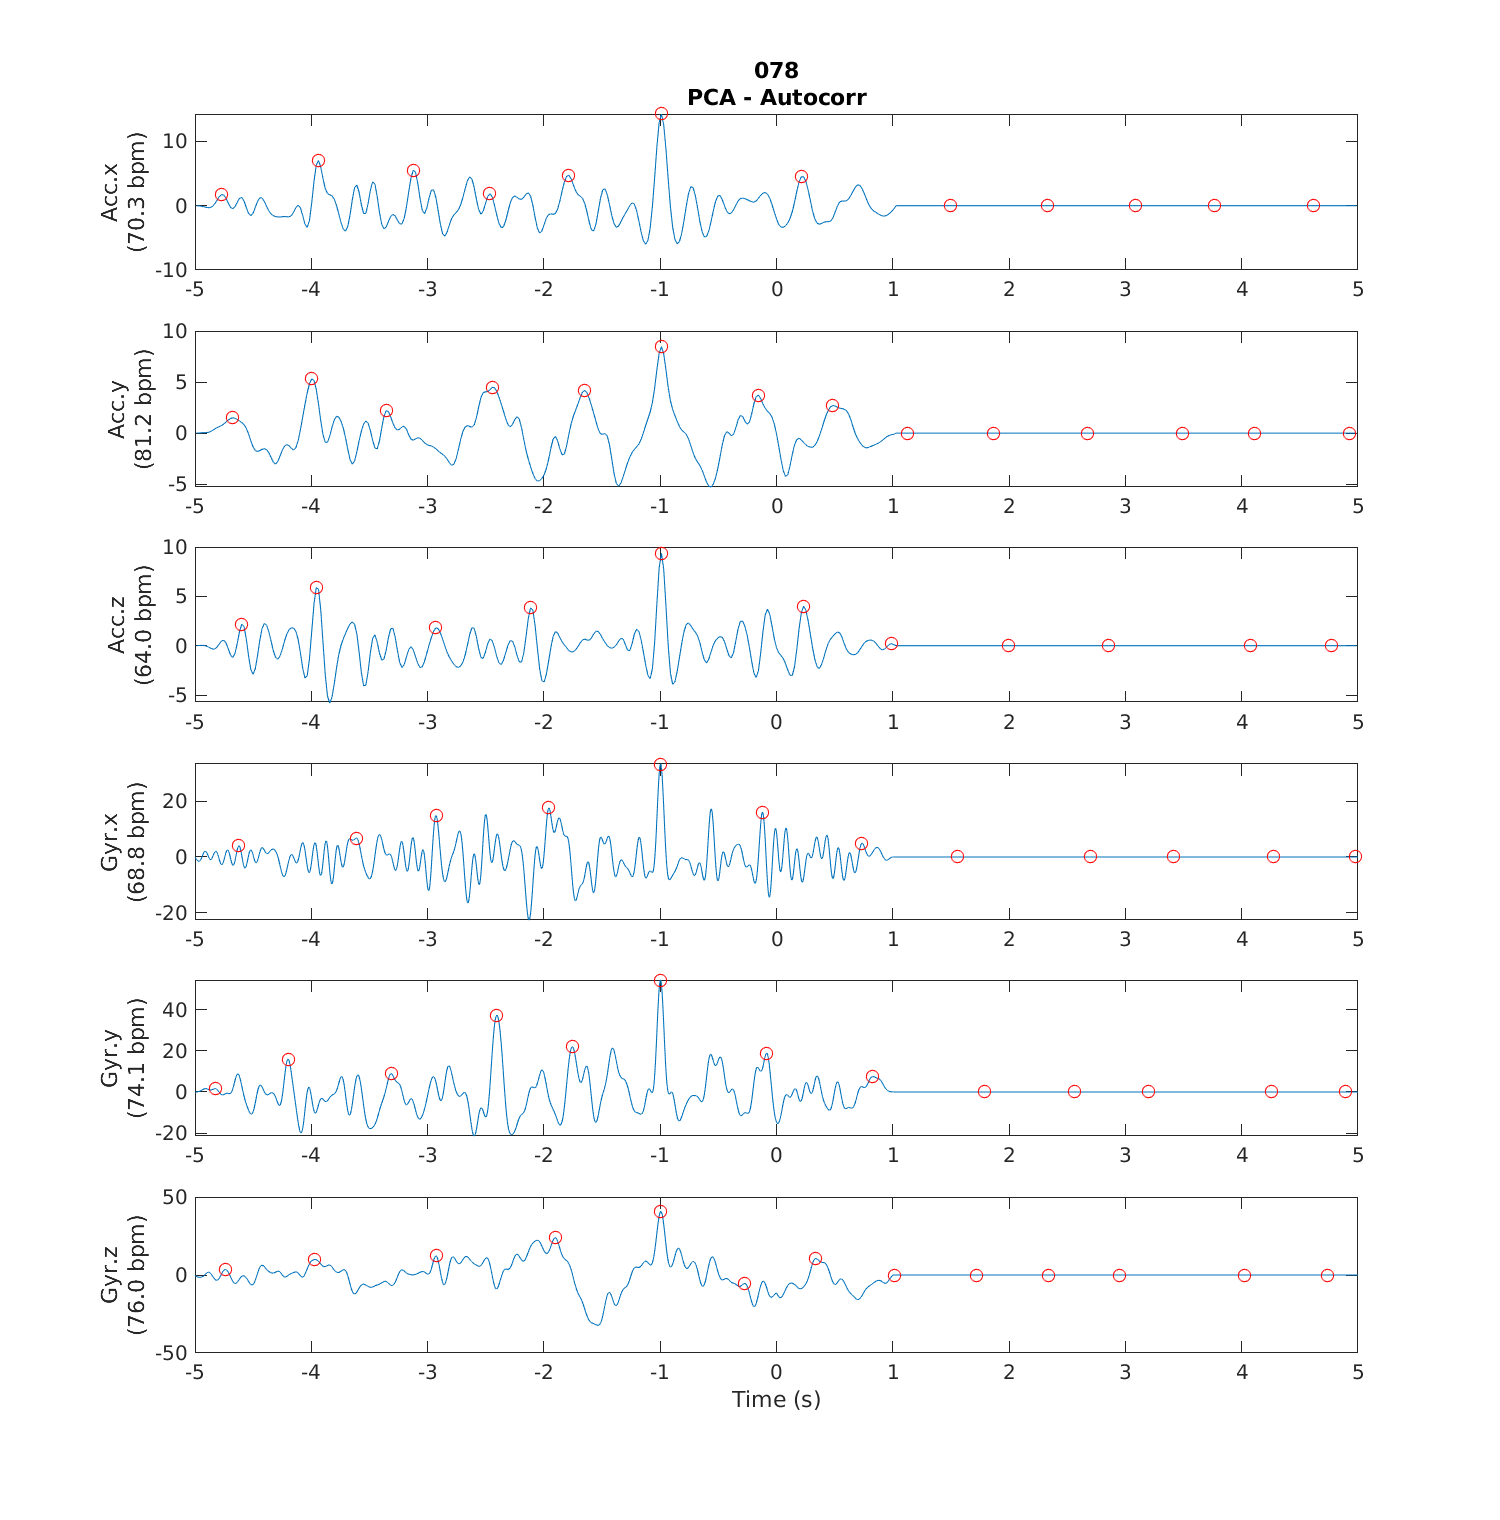 078
PCA - Autocorr
Acc.x
(70.3 bpm)
10
0
-10
-5 -4 -3 -2 -1 0 1 2 3 4 5
Acc.y
(81.2 bpm)
10
5
0
-5
-5 -4 -3 -2 -1 0 1 2 3 4 5
Acc.z
(64.0 bpm)
10
5
0
-5
-5 -4 -3 -2 -1 0 1 2 3 4 5
Gyr.x
(68.8 bpm)
20
0
-20
-5 -4 -3 -2 -1 0 1 2 3 4 5
Gyr.y
(74.1 bpm)
40
20
0
-20
-5 -4 -3 -2 -1 0 1 2 3 4 5
Gyr.z
(76.0 bpm)
50
0
-50
-5 -4 -3 -2 -1 0 1 2 3 4 5
Time (s)